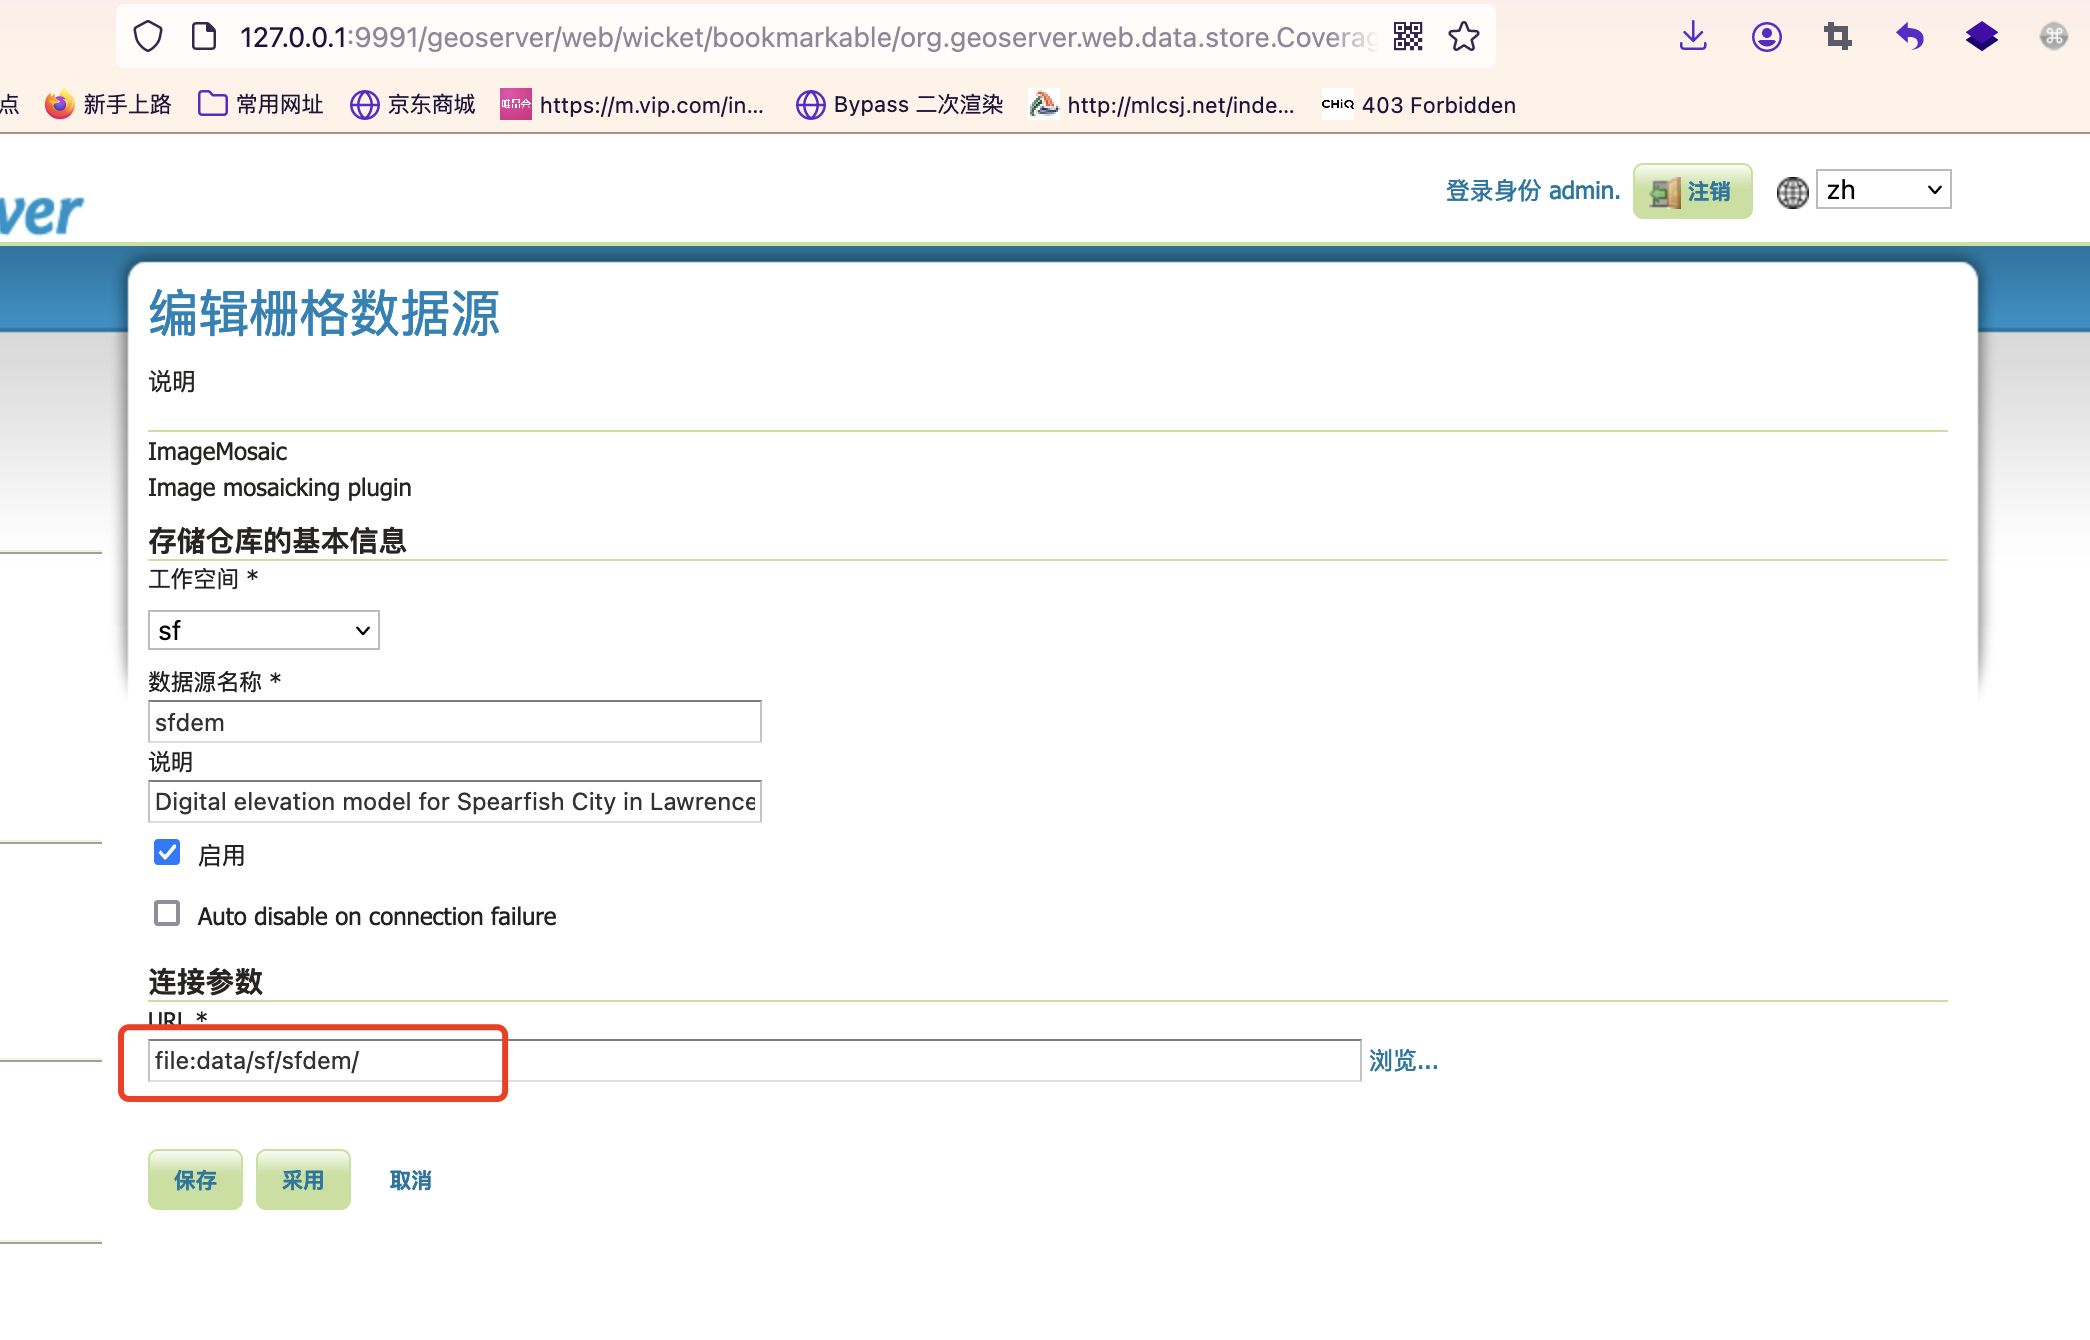 127.0.0.1:9991/geoserver/web/wicket/bookmarkable/org.geoserver.web.data.store.Coverag
点 新手上路 常用网址 京东商城 唯品会 https://m.vip.com/in... Bypass 二次渲染 http://mlcsj.net/inde... CHiQ 403 Forbidden
登录身份 admin. 注销 zh
ver
编辑栅格数据源
说明
ImageMosaic
Image mosaicking plugin
存储仓库的基本信息
工作空间 *
sf
数据源名称 *
sfdem
说明
Digital elevation model for Spearfish City in Lawrence
启用
Auto disable on connection failure
连接参数
URL *
file:data/sf/sfdem/ 浏览...
保存 采用 取消